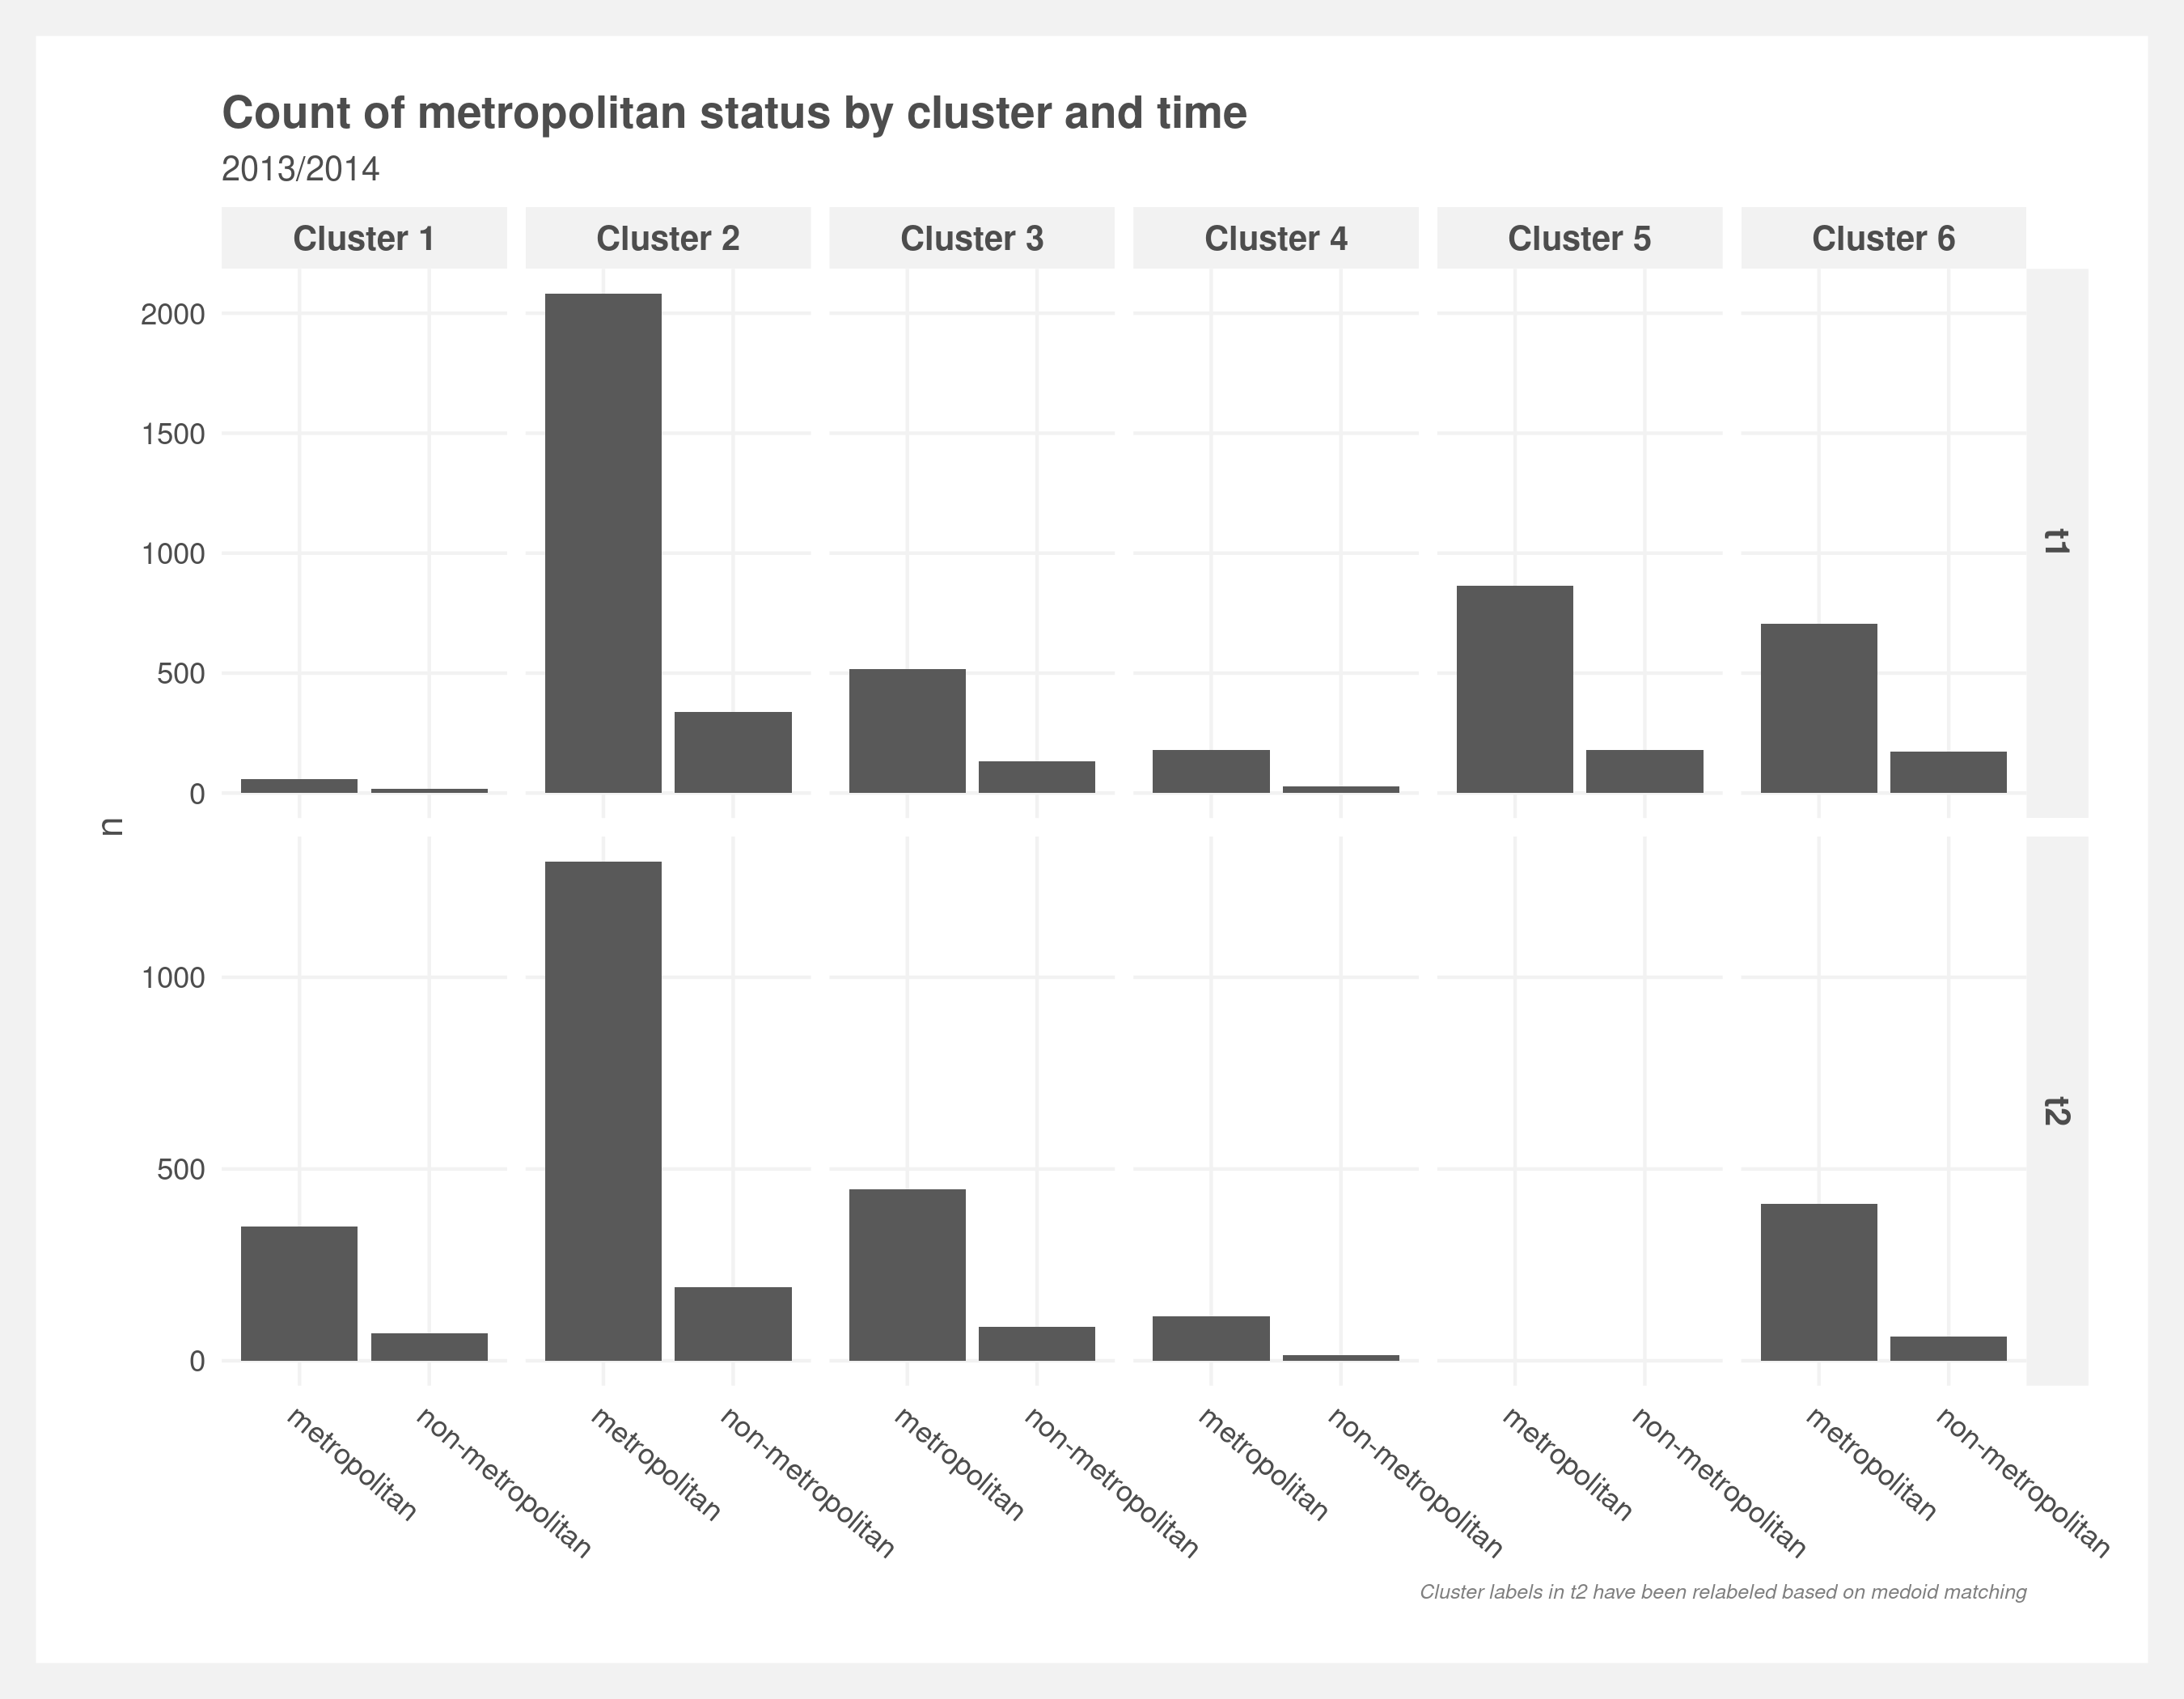 Count of metropolitan status by cluster and time
2013/2014
Cluster 1 Cluster 2 Cluster 3 Cluster 4 Cluster 5 Cluster 6
2000
1500
1000
500
0
t1
n
1000
500
0
t2
metropolitan non-metropolitan metropolitan non-metropolitan metropolitan non-metropolitan metropolitan non-metropolitan metropolitan non-metropolitan metropolitan non-metropolitan
Cluster labels in t2 have been relabeled based on medoid matching